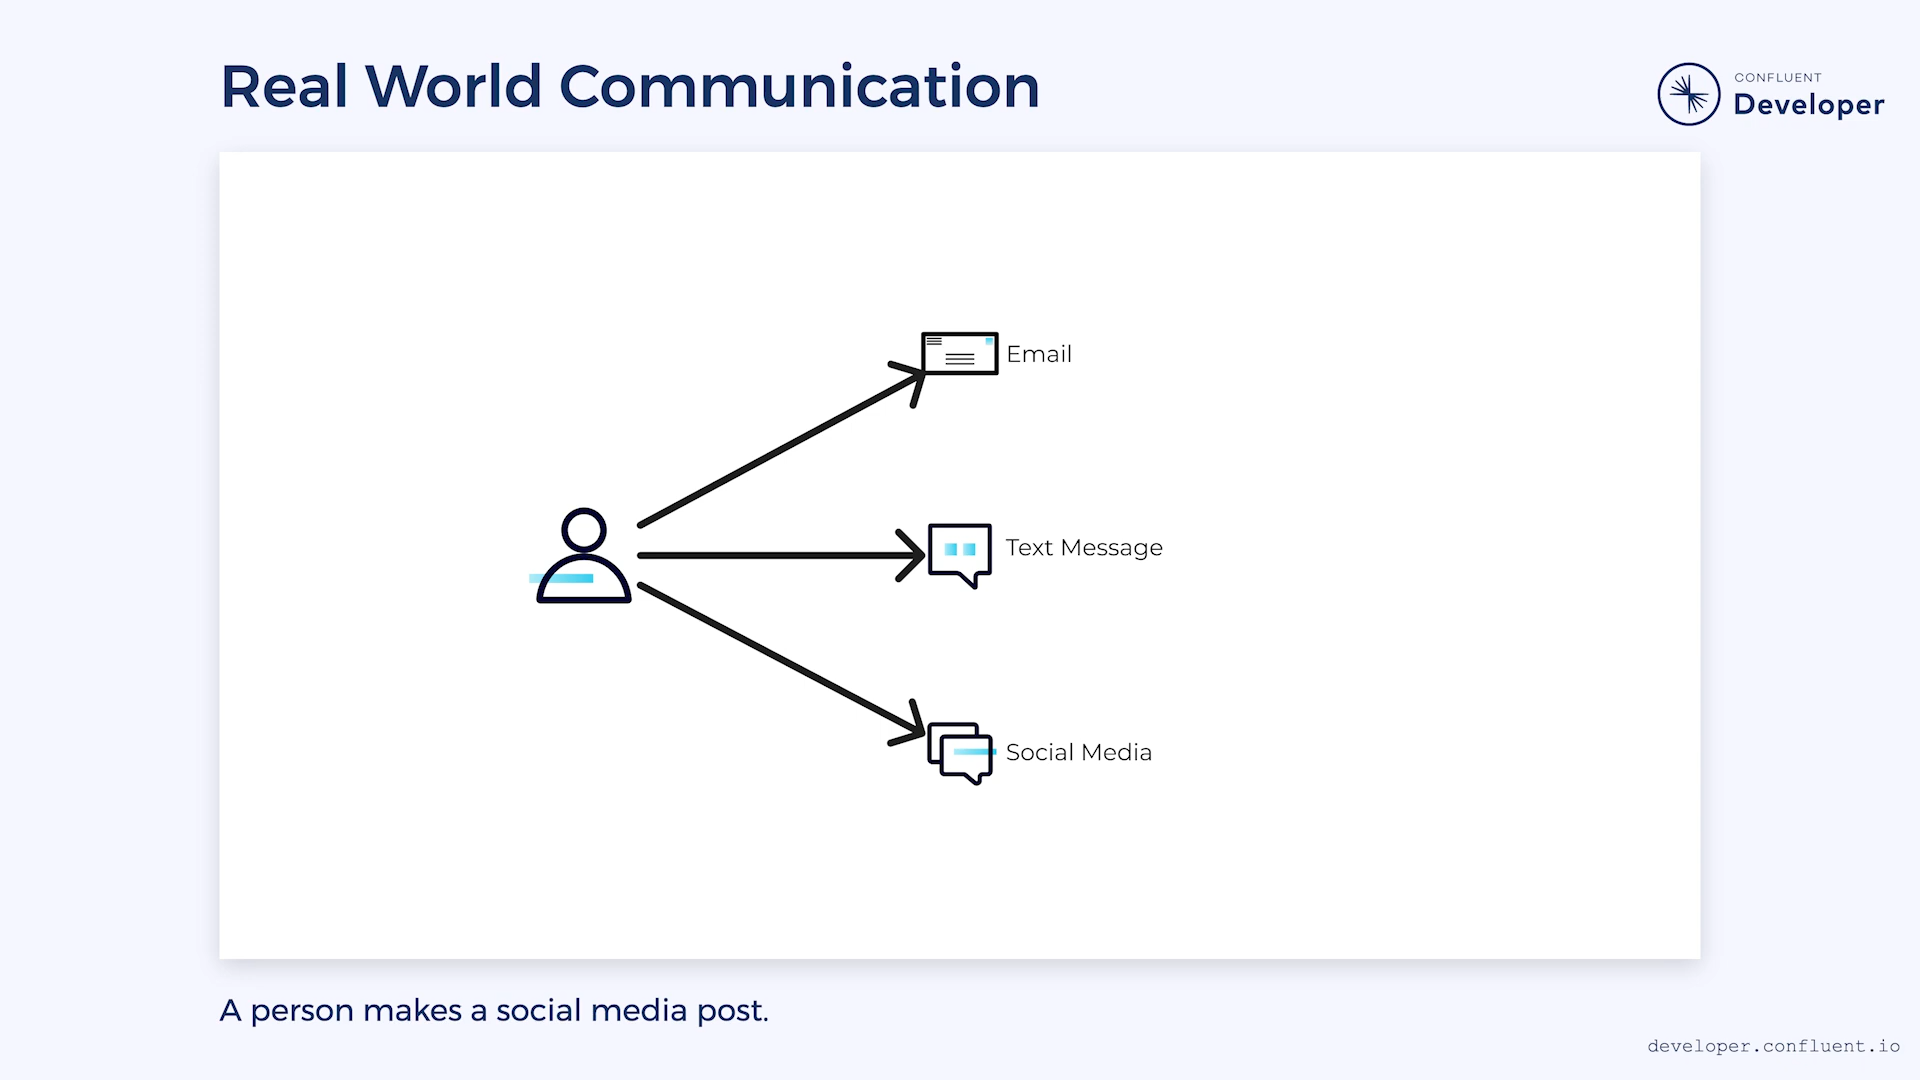 Real World Communication
CONFLUENT
Developer
Email
Text Message
Social Media
A person makes a social media post.
developer.confluent.io